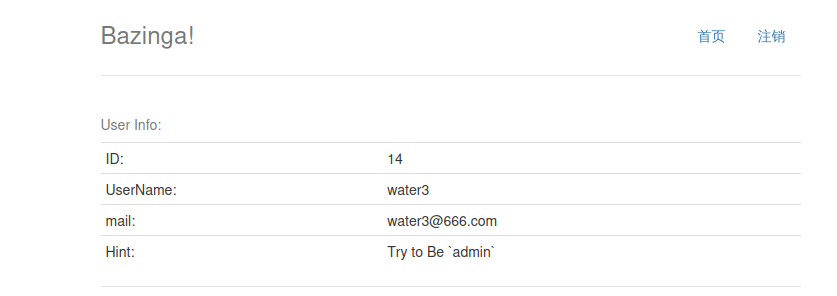 Bazinga! 首页 注销
User Info:
ID: 14
UserName: water3
mail: water3@666.com
Hint: Try to Be `admin`